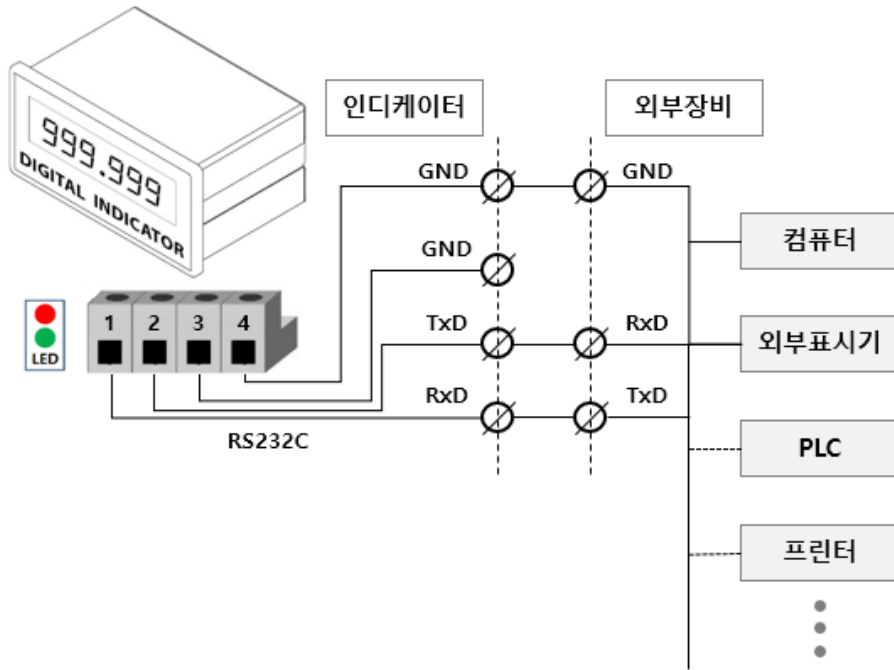 999.999
DIGITAL INDICATOR
인디케이터
외부장비
GND
GND
GND
TxD
RxD
RxD
TxD
1
2
3
4
LED
RS232C
컴퓨터
외부표시기
PLC
프린터